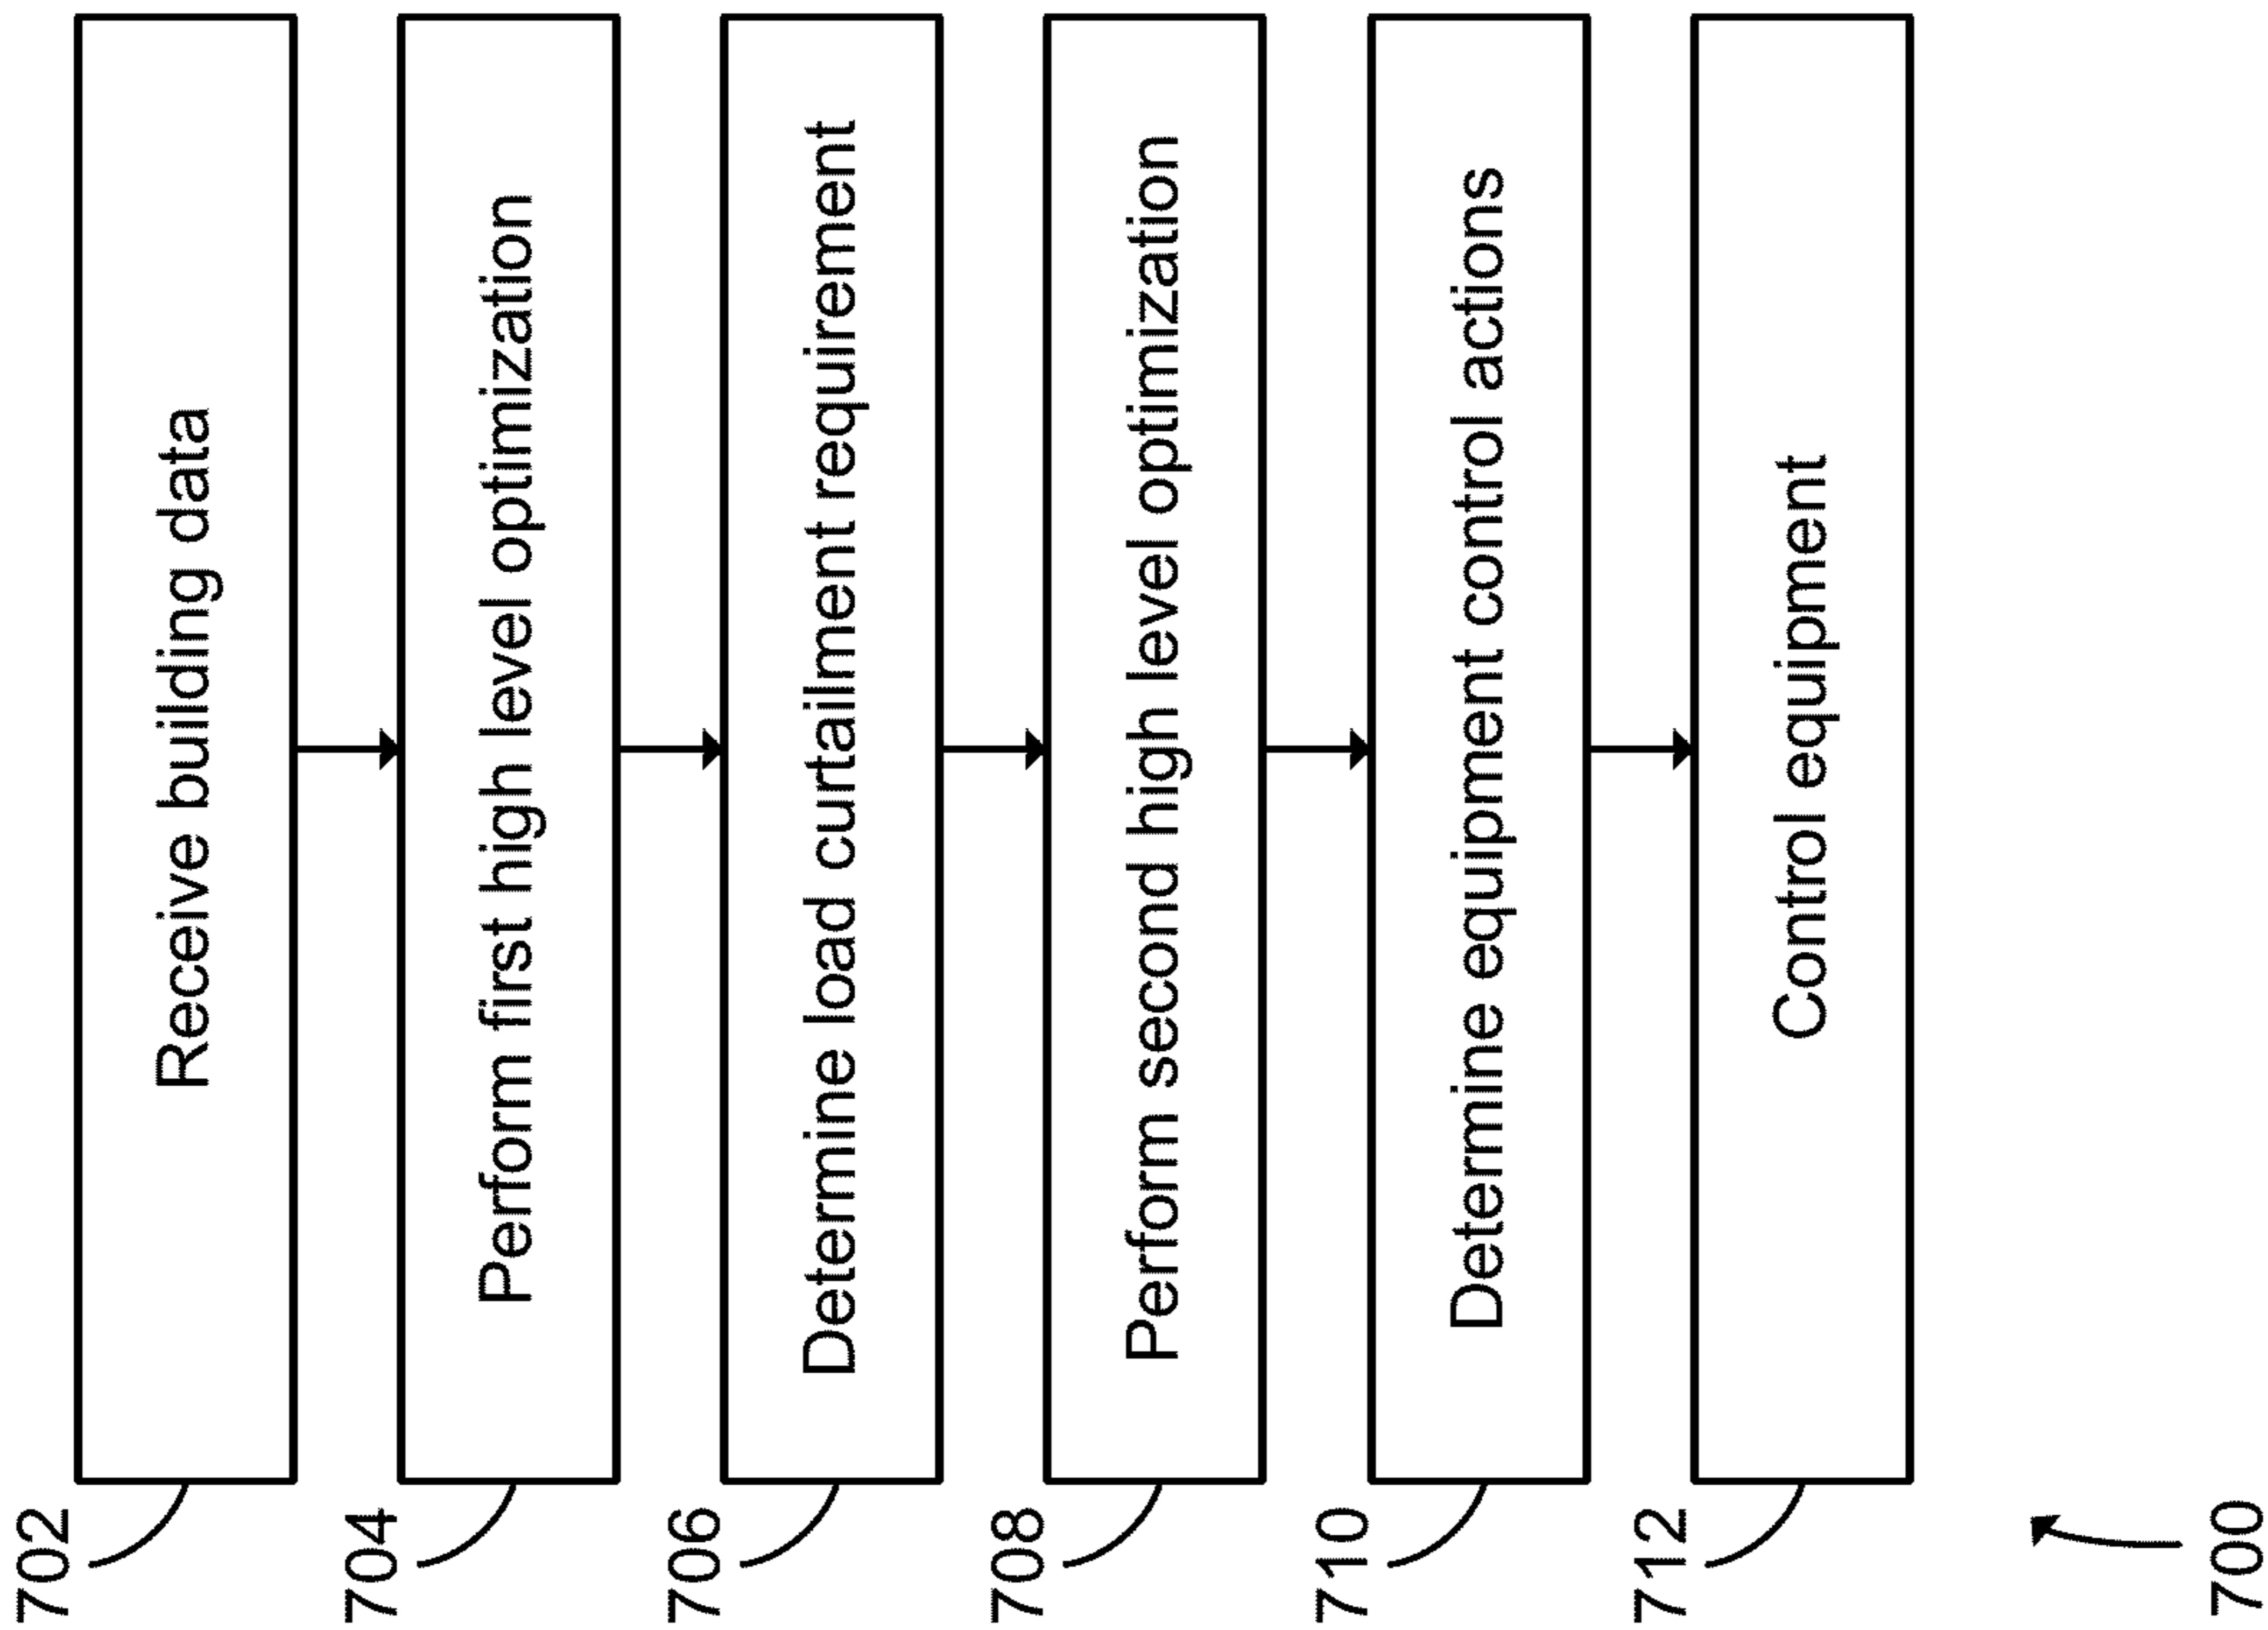 702
Receive building data
704
Perform first high level optimization
706
Determine load curtailment requirement
708
Perform second high level optimization
710
Determine equipment control actions
712
Control equipment
700